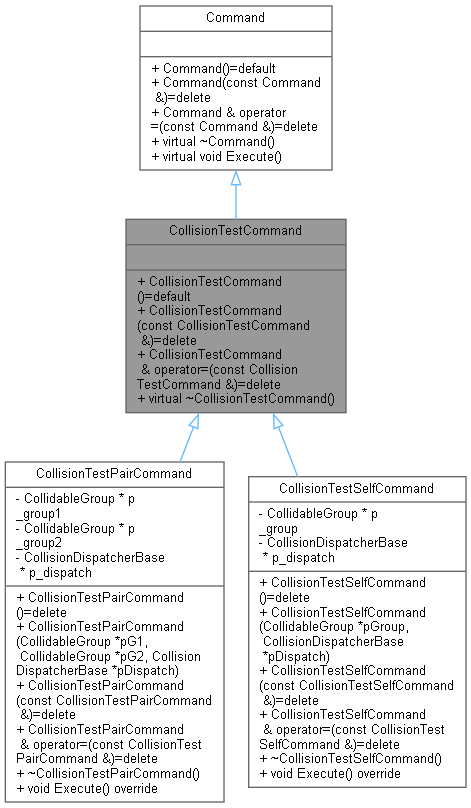 Command
+ Command()=default
+ Command(const Command
&)=delete
+ Command & operator
=(const Command &)=delete
+ virtual ~Command()
+ virtual void Execute()
CollisionTestCommand
+ CollisionTestCommand
()=default
+ CollisionTestCommand
(const CollisionTestCommand
&)=delete
+ CollisionTestCommand
& operator=(const Collision
TestCommand &)=delete
+ virtual ~CollisionTestCommand()
CollisionTestPairCommand
- CollidableGroup * p
_group1
- CollidableGroup * p
_group2
- CollisionDispatcherBase
* p_dispatch
+ CollisionTestPairCommand
()=delete
+ CollisionTestPairCommand
(CollidableGroup *pG1,
CollidableGroup *pG2, Collision
DispatcherBase *pDispatch)
+ CollisionTestPairCommand
(const CollisionTestPairCommand
&)=delete
+ CollisionTestPairCommand
& operator=(const CollisionTest
PairCommand &)=delete
+ ~CollisionTestPairCommand()
+ void Execute() override
CollisionTestSelfCommand
- CollidableGroup * p
_group
- CollisionDispatcherBase
* p_dispatch
+ CollisionTestSelfCommand
()=delete
+ CollisionTestSelfCommand
(CollidableGroup *pGroup,
CollisionDispatcherBase
*pDispatch)
+ CollisionTestSelfCommand
(const CollisionTestSelfCommand
&)=delete
+ CollisionTestSelfCommand
& operator=(const CollisionTest
SelfCommand &)=delete
+ ~CollisionTestSelfCommand()
+ void Execute() override